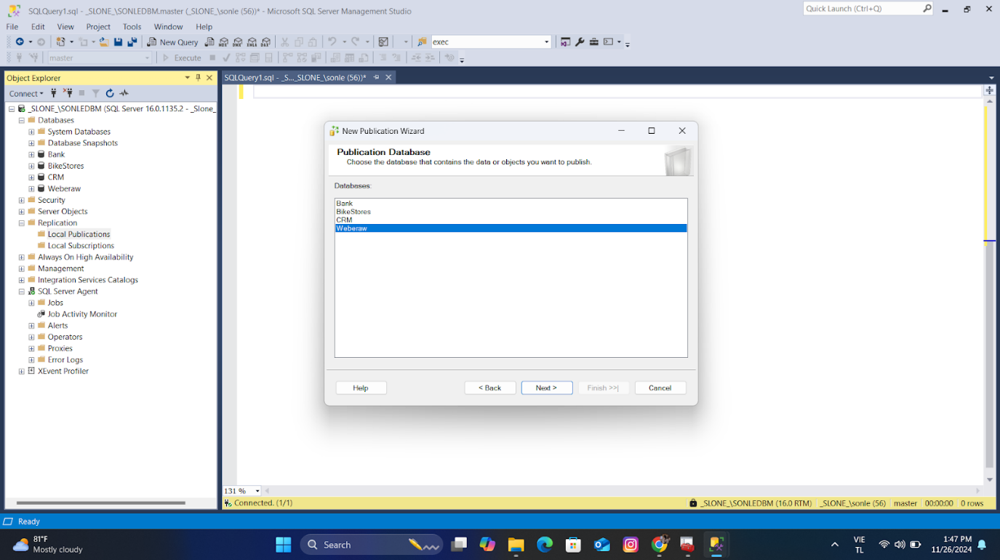 SQLQuery1.sql - _SLONE_\SONLEDBM.master (_SLONE_\sonle (56))* - Microsoft SQL Server Management Studio
Quick Launch (Ctrl+Q)
File Edit View Project Tools Window Help
New Query
MDX
DMX
XMLA
DAX
exec
master
Execute
Object Explorer
SQLQuery1.sql - _S..._SLONE_\sonle (56))*
Connect
_SLONE_\SONLEDBM (SQL Server 16.0.1135.2 - _Slone_
Databases
System Databases
Database Snapshots
Bank
BikeStores
CRM
Weberaw
Security
Server Objects
Replication
Local Publications
Local Subscriptions
Always On High Availability
Management
Integration Services Catalogs
SQL Server Agent
Jobs
Job Activity Monitor
Alerts
Operators
Proxies
Error Logs
XEvent Profiler
New Publication Wizard
Publication Database
Choose the database that contains the data or objects you want to publish.
Databases:
Bank
BikeStores
CRM
Weberaw
Help
< Back
Next >
Finish >>|
Cancel
131 %
Connected. (1/1)
_SLONE_\SONLEDBM (16.0 RTM) _SLONE_\sonle (56) master 00:00:00 0 rows
Ready
81°F
Mostly cloudy
Search
VIE
TL
1:47 PM
11/26/2024